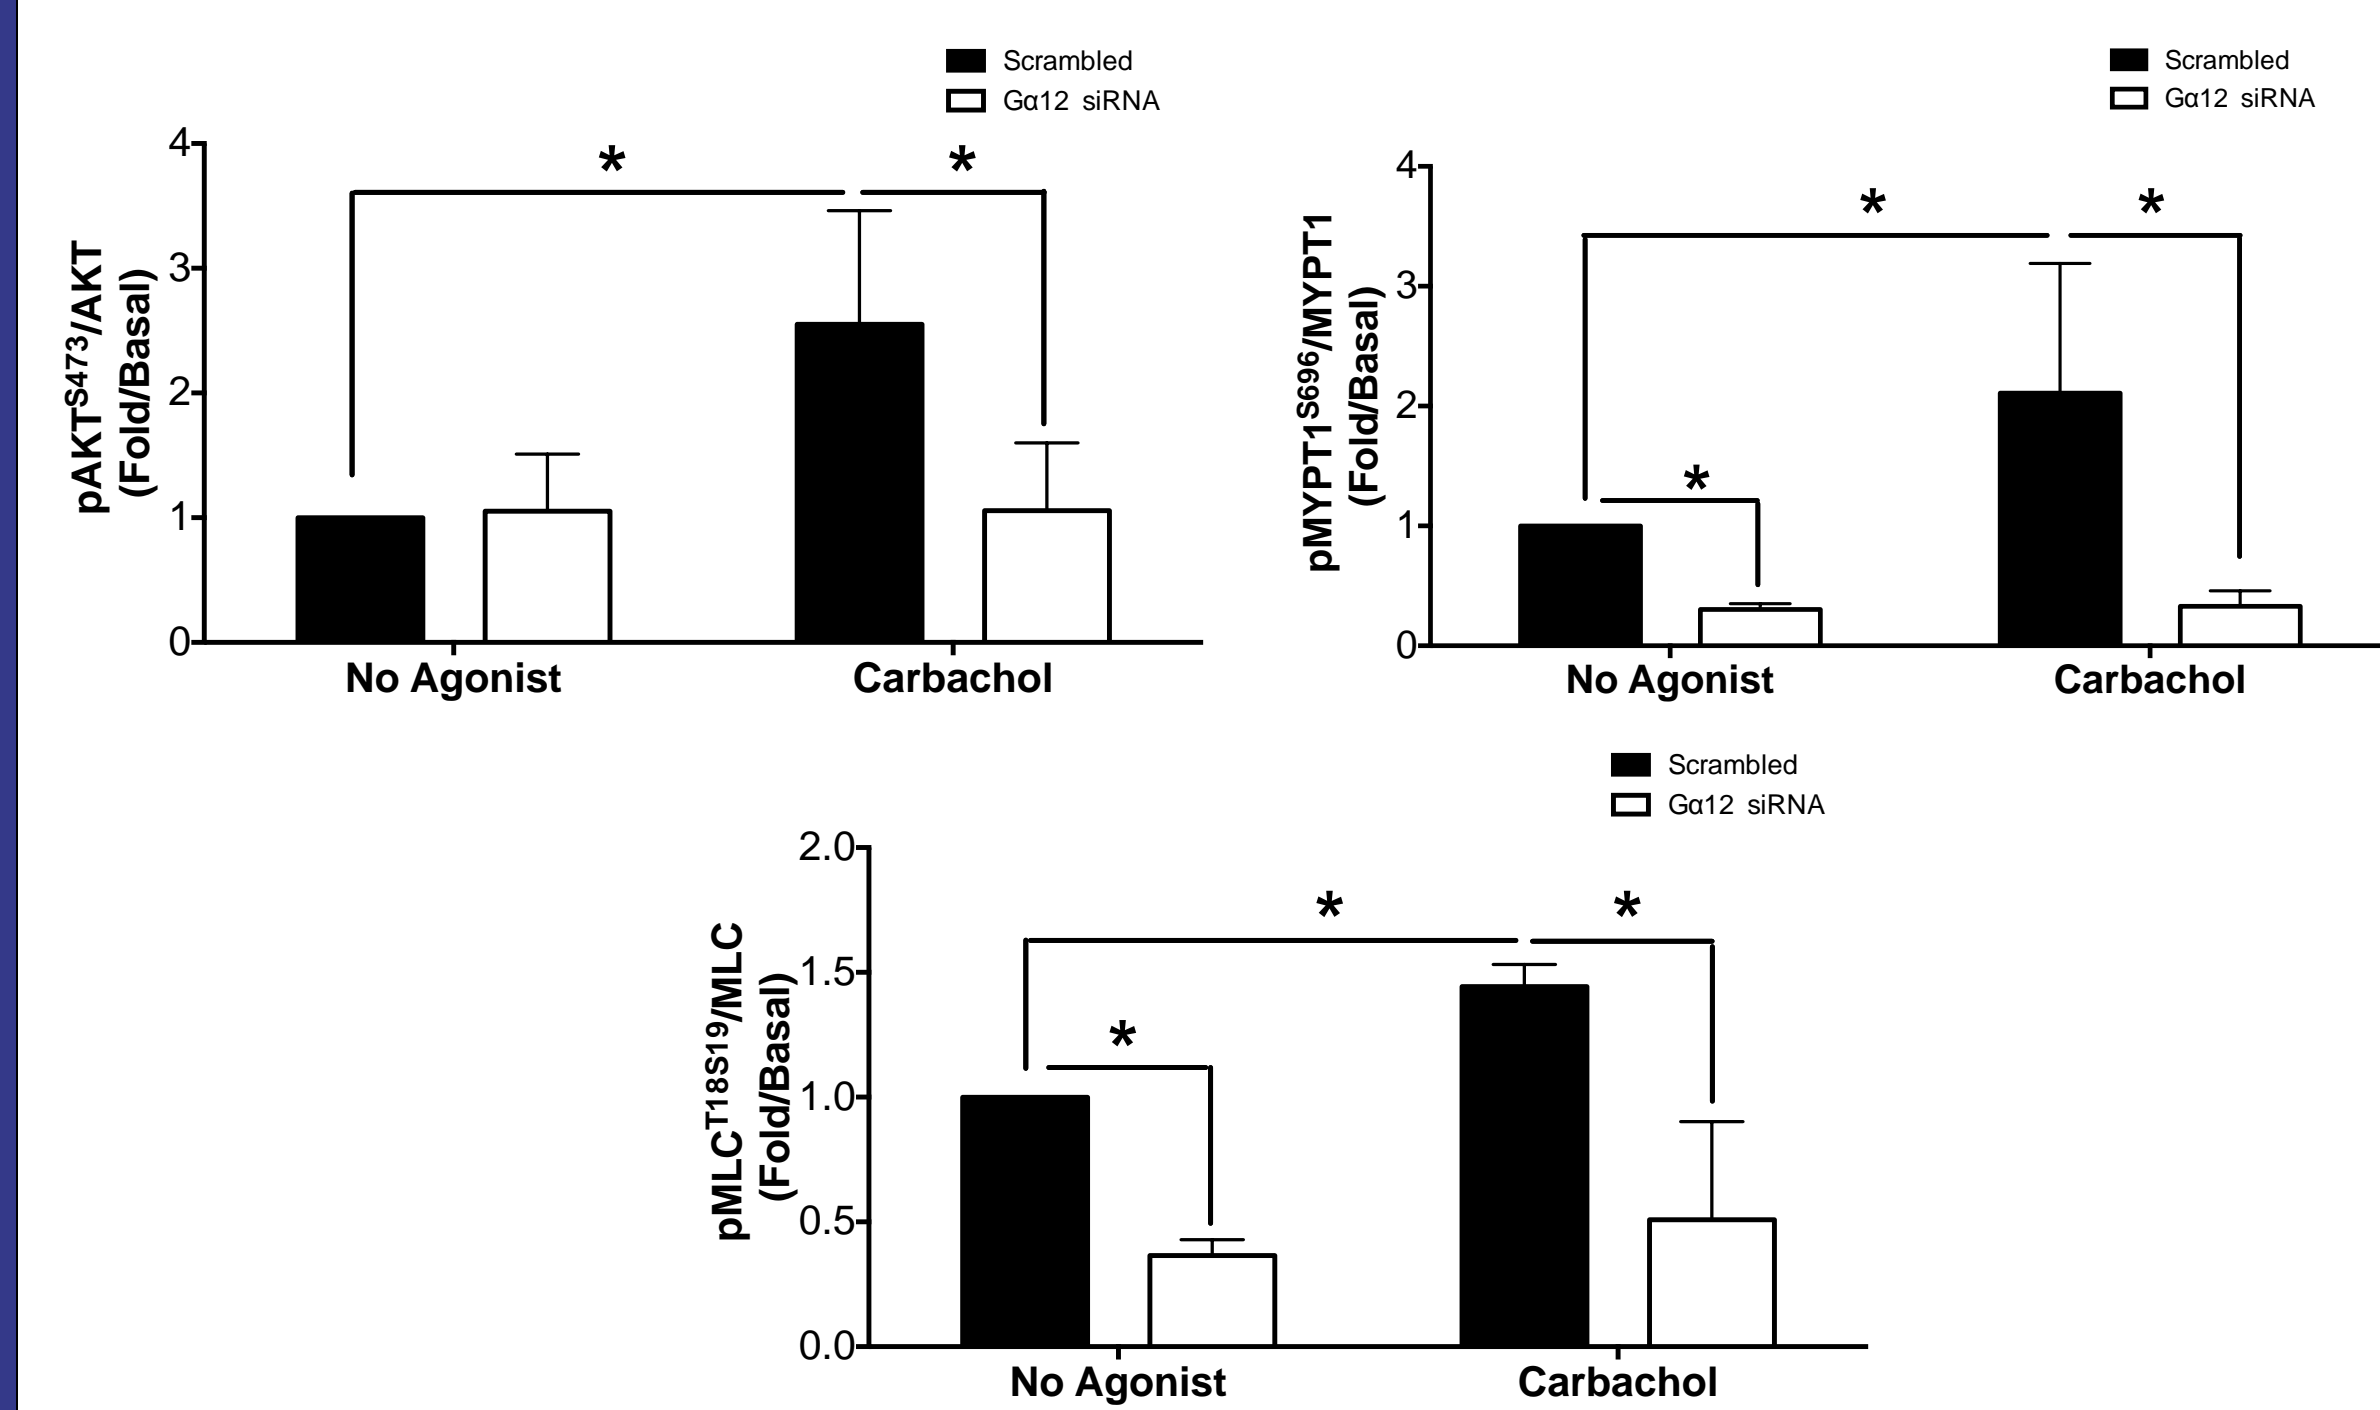 Scrambled
Gα12 siRNA
4
3
2
1
0
pAKTS473/AKT
(Fold/Basal)
*
*
No Agonist
Carbachol
Scrambled
Gα12 siRNA
4
3
2
1
0
pMYPT1S696/MYPT1
(Fold/Basal)
*
*
*
No Agonist
Carbachol
Scrambled
Gα12 siRNA
2.0
1.5
1.0
0.5
0.0
pMLCT18S19/MLC
(Fold/Basal)
*
*
*
No Agonist
Carbachol